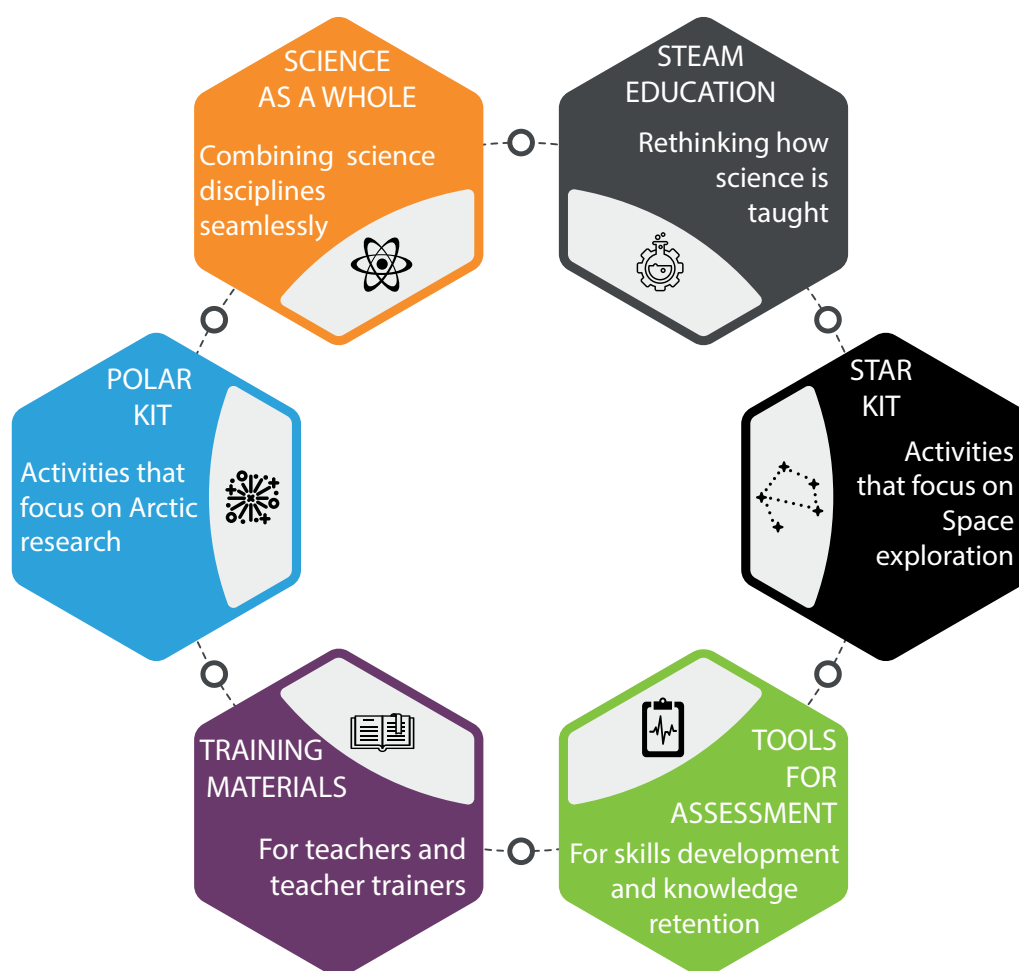 SCIENCE
AS A WHOLE
Combining science
disciplines
seamlessly
STEAM
EDUCATION
Rethinking how
science is
taught
POLAR
KIT
Activities that
focus on Arctic
research
STAR
KIT
Activities
that focus on
Space
exploration
TRAINING
MATERIALS
For teachers and
teacher trainers
TOOLS
FOR
ASSESSMENT
For skills development
and knowledge
retention